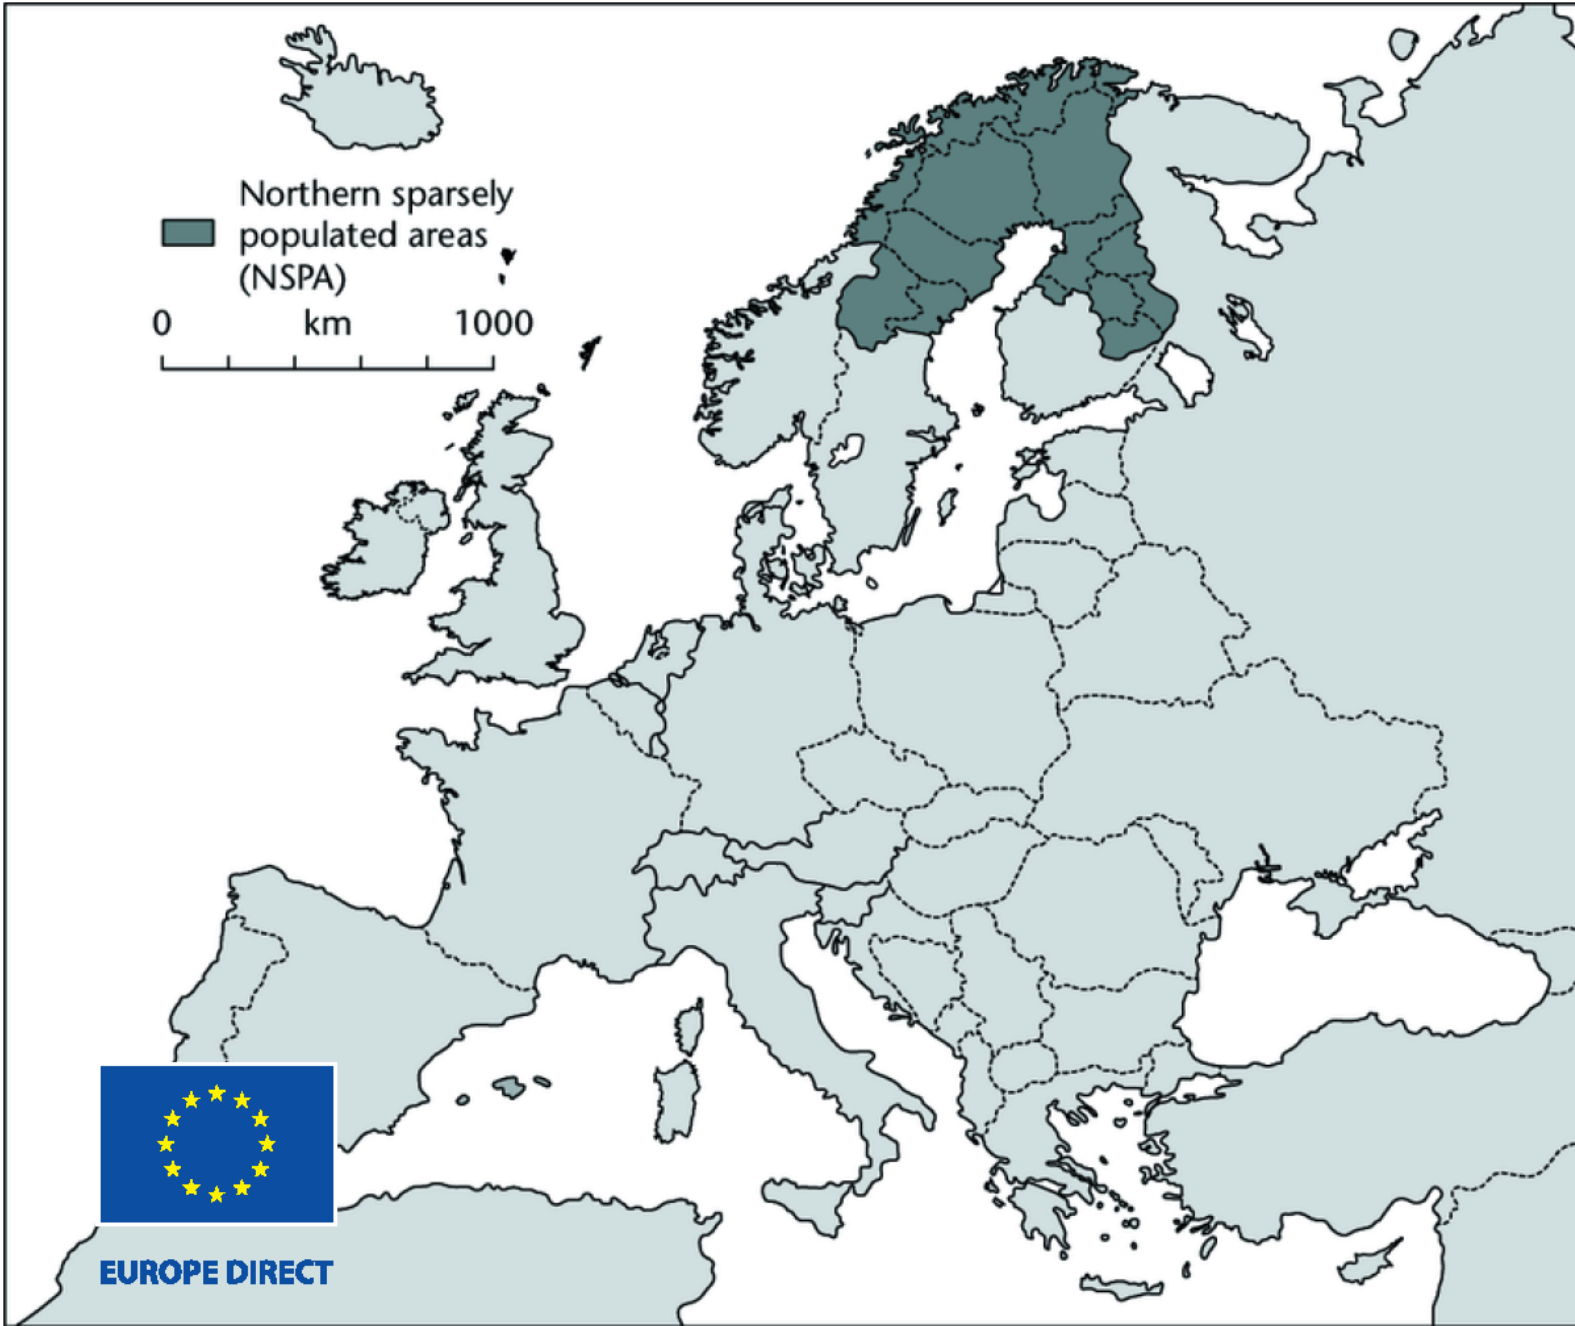 Northern sparsely
populated areas
(NSPA)
0 km 1000
EUROPE DIRECT